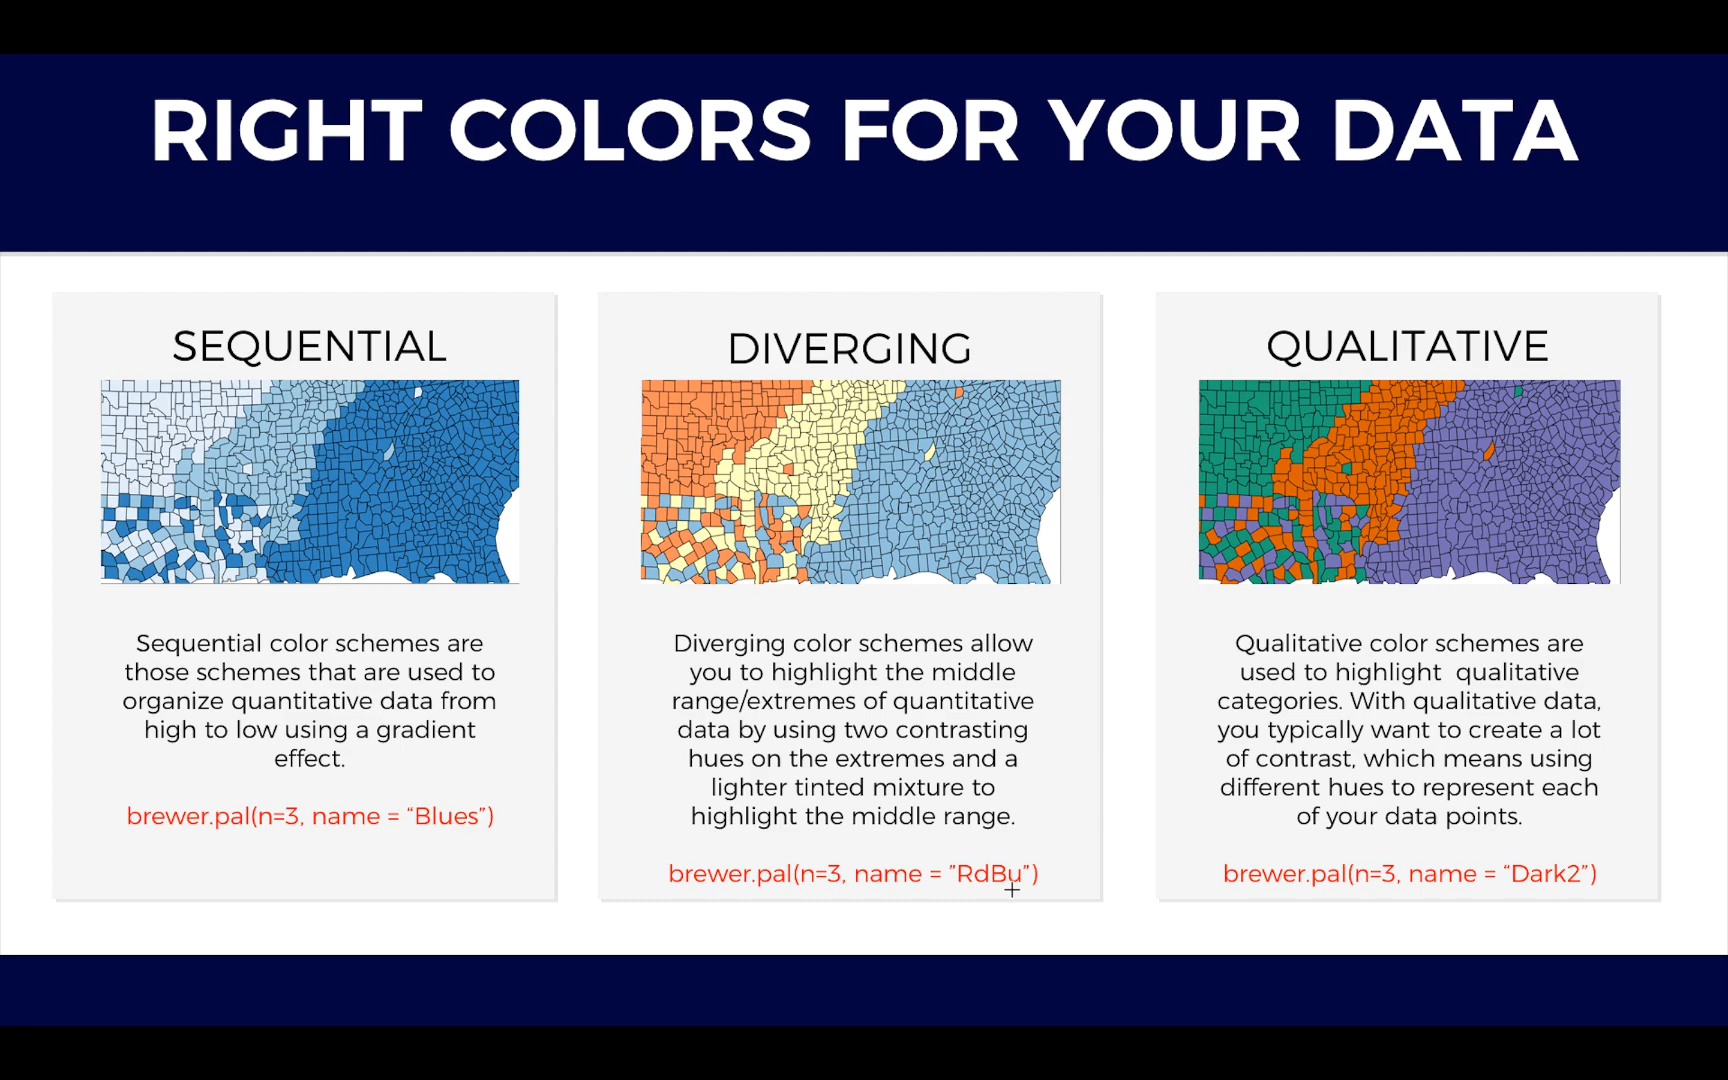 RIGHT COLORS FOR YOUR DATA
SEQUENTIAL
Sequential color schemes are
those schemes that are used to
organize quantitative data from
high to low using a gradient
effect.
brewer.pal(n=3, name = “Blues”)
DIVERGING
Diverging color schemes allow
you to highlight the middle
range/extremes of quantitative
data by using two contrasting
hues on the extremes and a
lighter tinted mixture to
highlight the middle range.
brewer.pal(n=3, name = ”RdBu”)
QUALITATIVE
Qualitative color schemes are
used to highlight  qualitative
categories. With qualitative data,
you typically want to create a lot
of contrast, which means using
different hues to represent each
of your data points.
brewer.pal(n=3, name = “Dark2”)